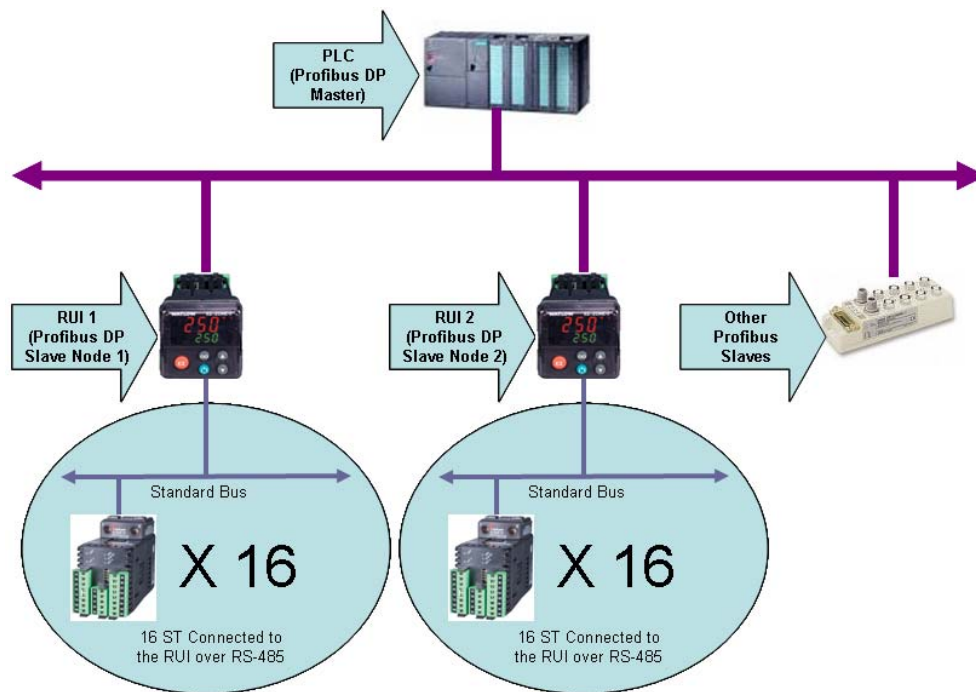 PLC
(Profibus DP
Master)
RUI 1
(Profibus DP
Slave Node 1)
250
250
RUI 2
(Profibus DP
Slave Node 2)
250
250
Other
Profibus
Slaves
Standard Bus
X 16
16 ST Connected to
the RUI over RS-485
Standard Bus
X 16
16 ST Connected to
the RUI over RS-485